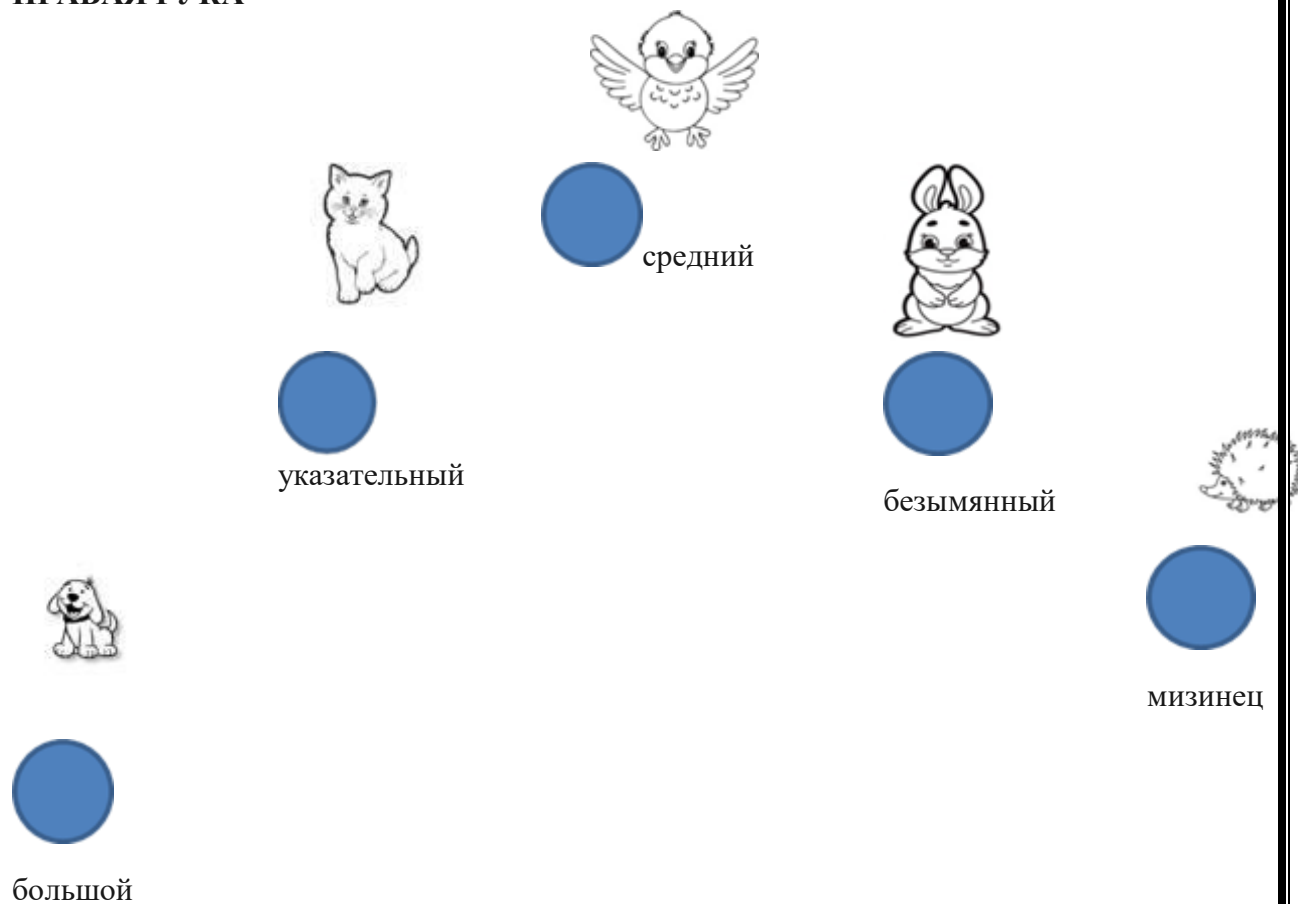 средний
указательный
безымянный
мизинец
большой